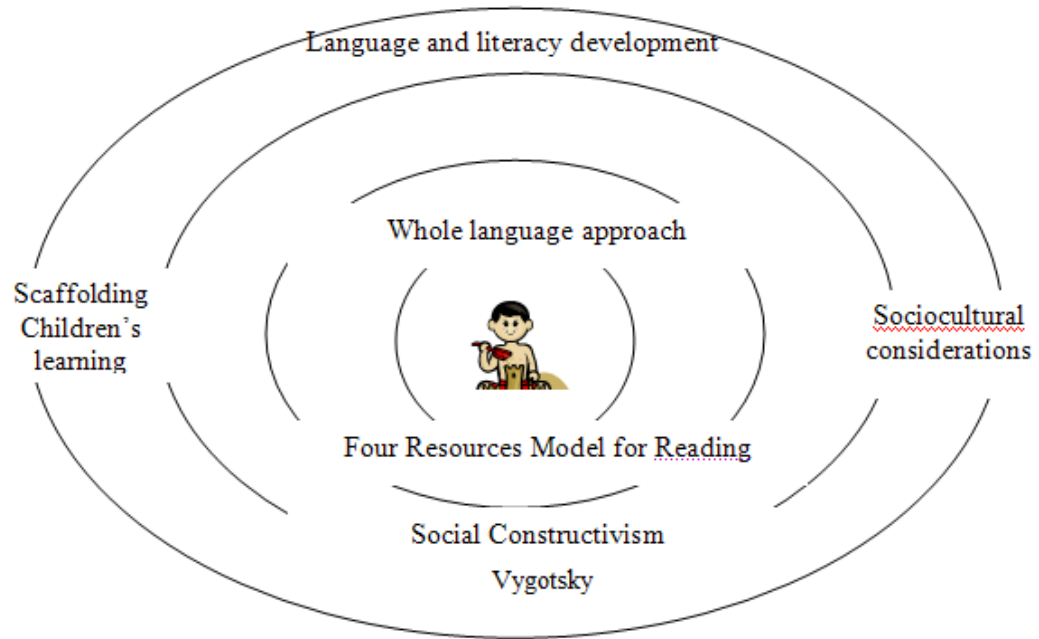 Language and literacy development
Whole language approach
Scaffolding
Children's
learning
Sociocultural
considerations
Four Resources Model for Reading
Social Constructivism
Vygotsky